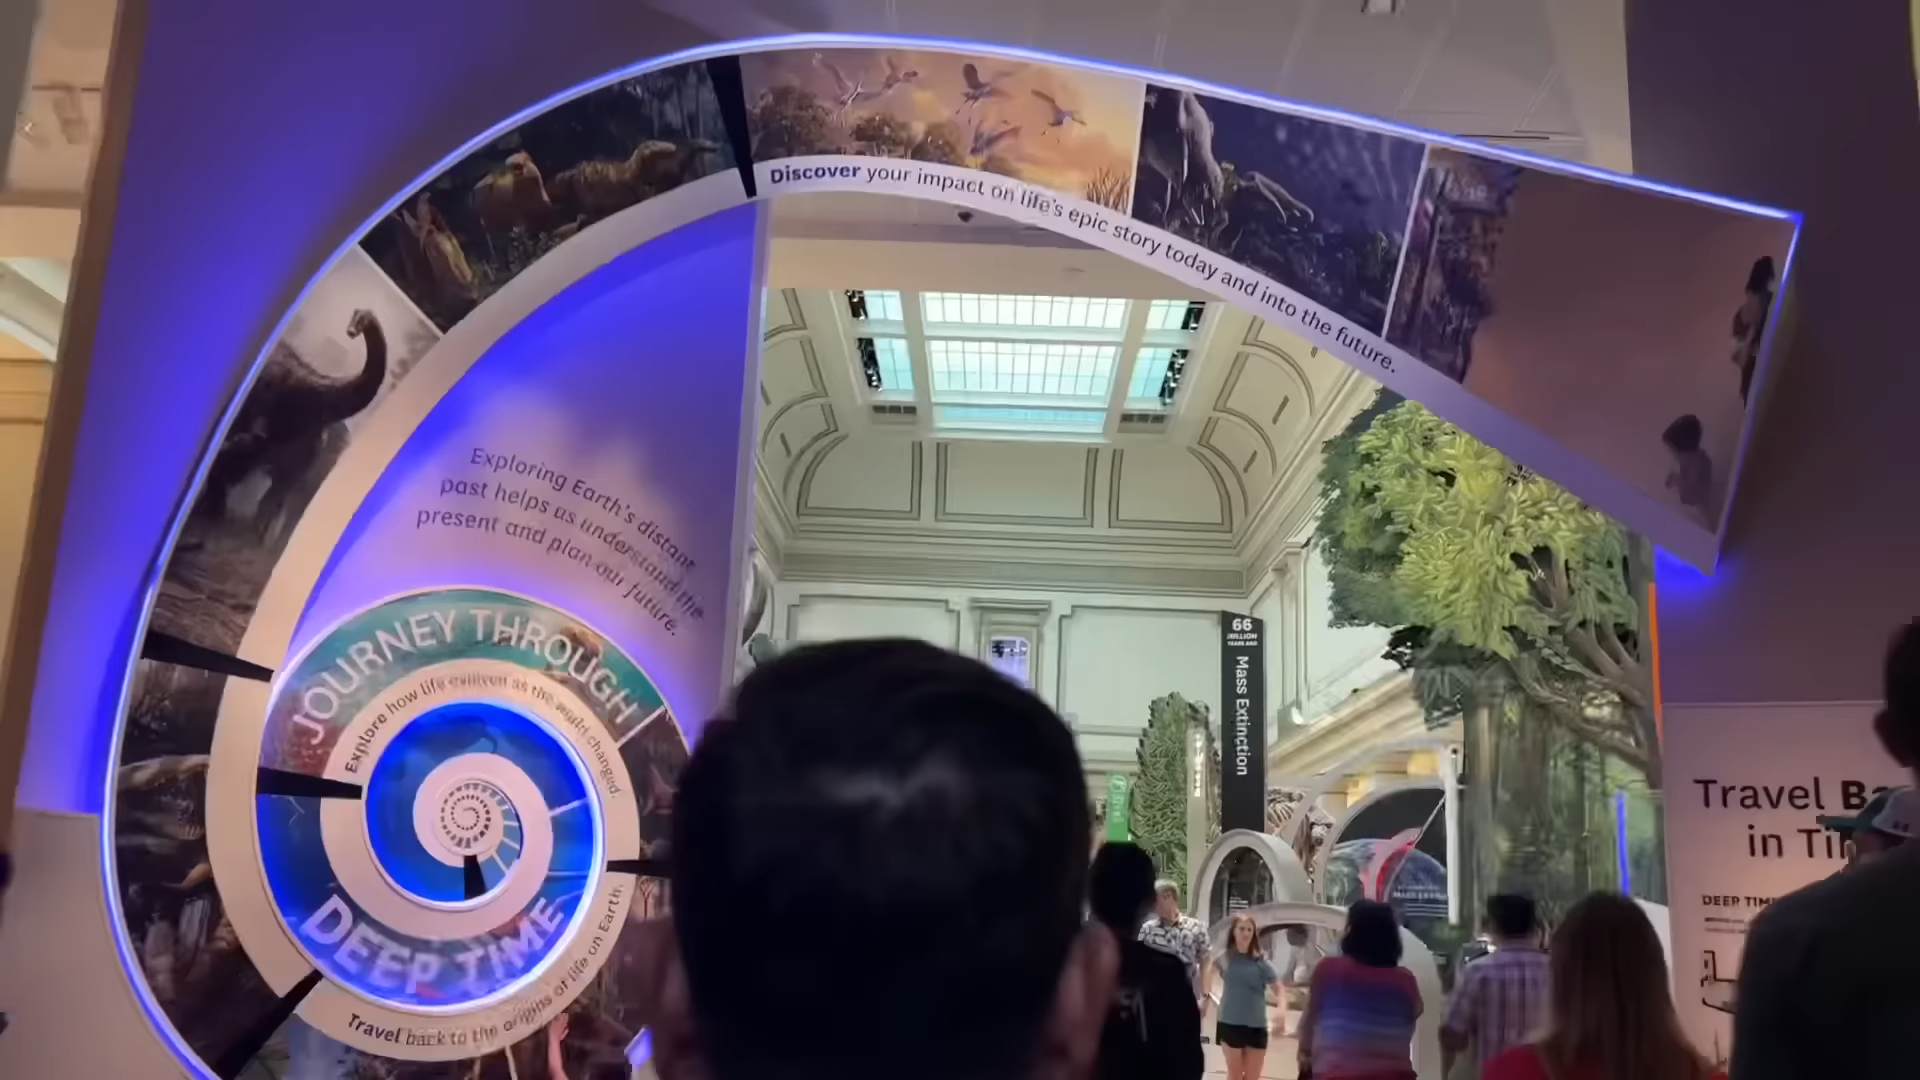 Discover your impact on life's epic story today and into the future.
Exploring Earth's distant
past helps us understand the
present and plan our future.
JOURNEY THROUGH
DEEP TIME
Explore how life evolved as the world changed.
Travel back to the origins of life on Earth.
66
MILLION
YEARS AGO
Mass Extinction
Travel Ba
in Ti
DEEP TIME